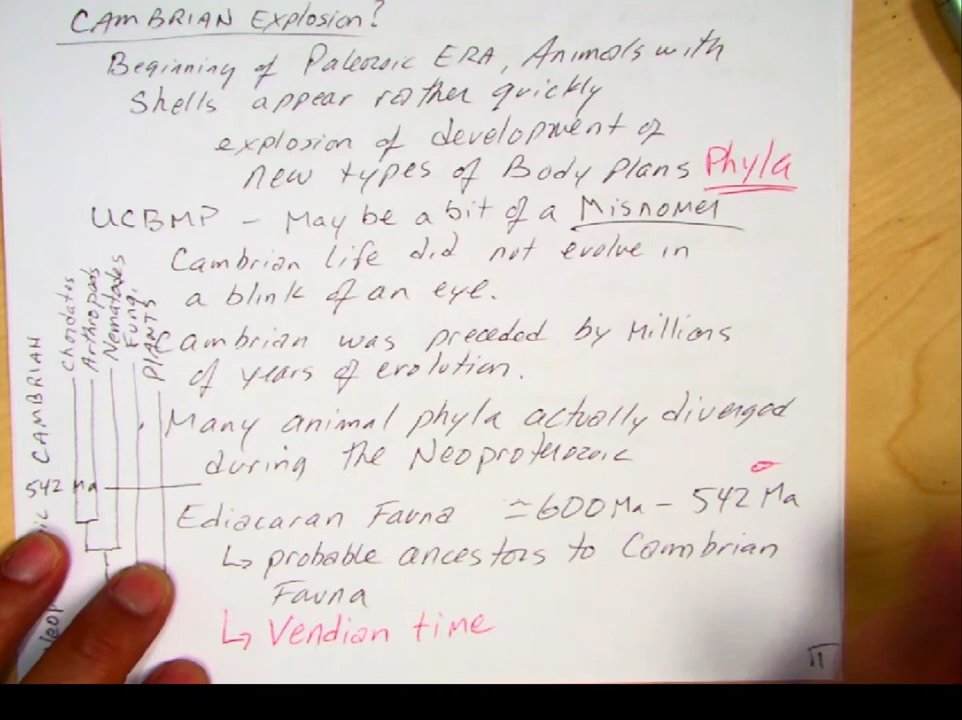 CAMBRIAN Explosion?
Beginning of Paleozoic ERA, Animals with
Shells appear rather quickly
explosion of development of
new types of Body Plans Phyla
UCBMP - May be a bit of a Misnomer
Cambrian life did not evolve in
a blink of an eye.
Cambrian was preceded by Millions
of years of evolution.
Many animal phyla actually diverged
during the Neoproterozoic
Ediacaran Fauna ≃600Ma - 542 Ma
↳ probable ancestors to Cambrian
Fauna
↳ Vendian time
Chordates
Arthropods
Nematodes
Fungi
PLANTS
CAMBRIAN
542 Ma
II